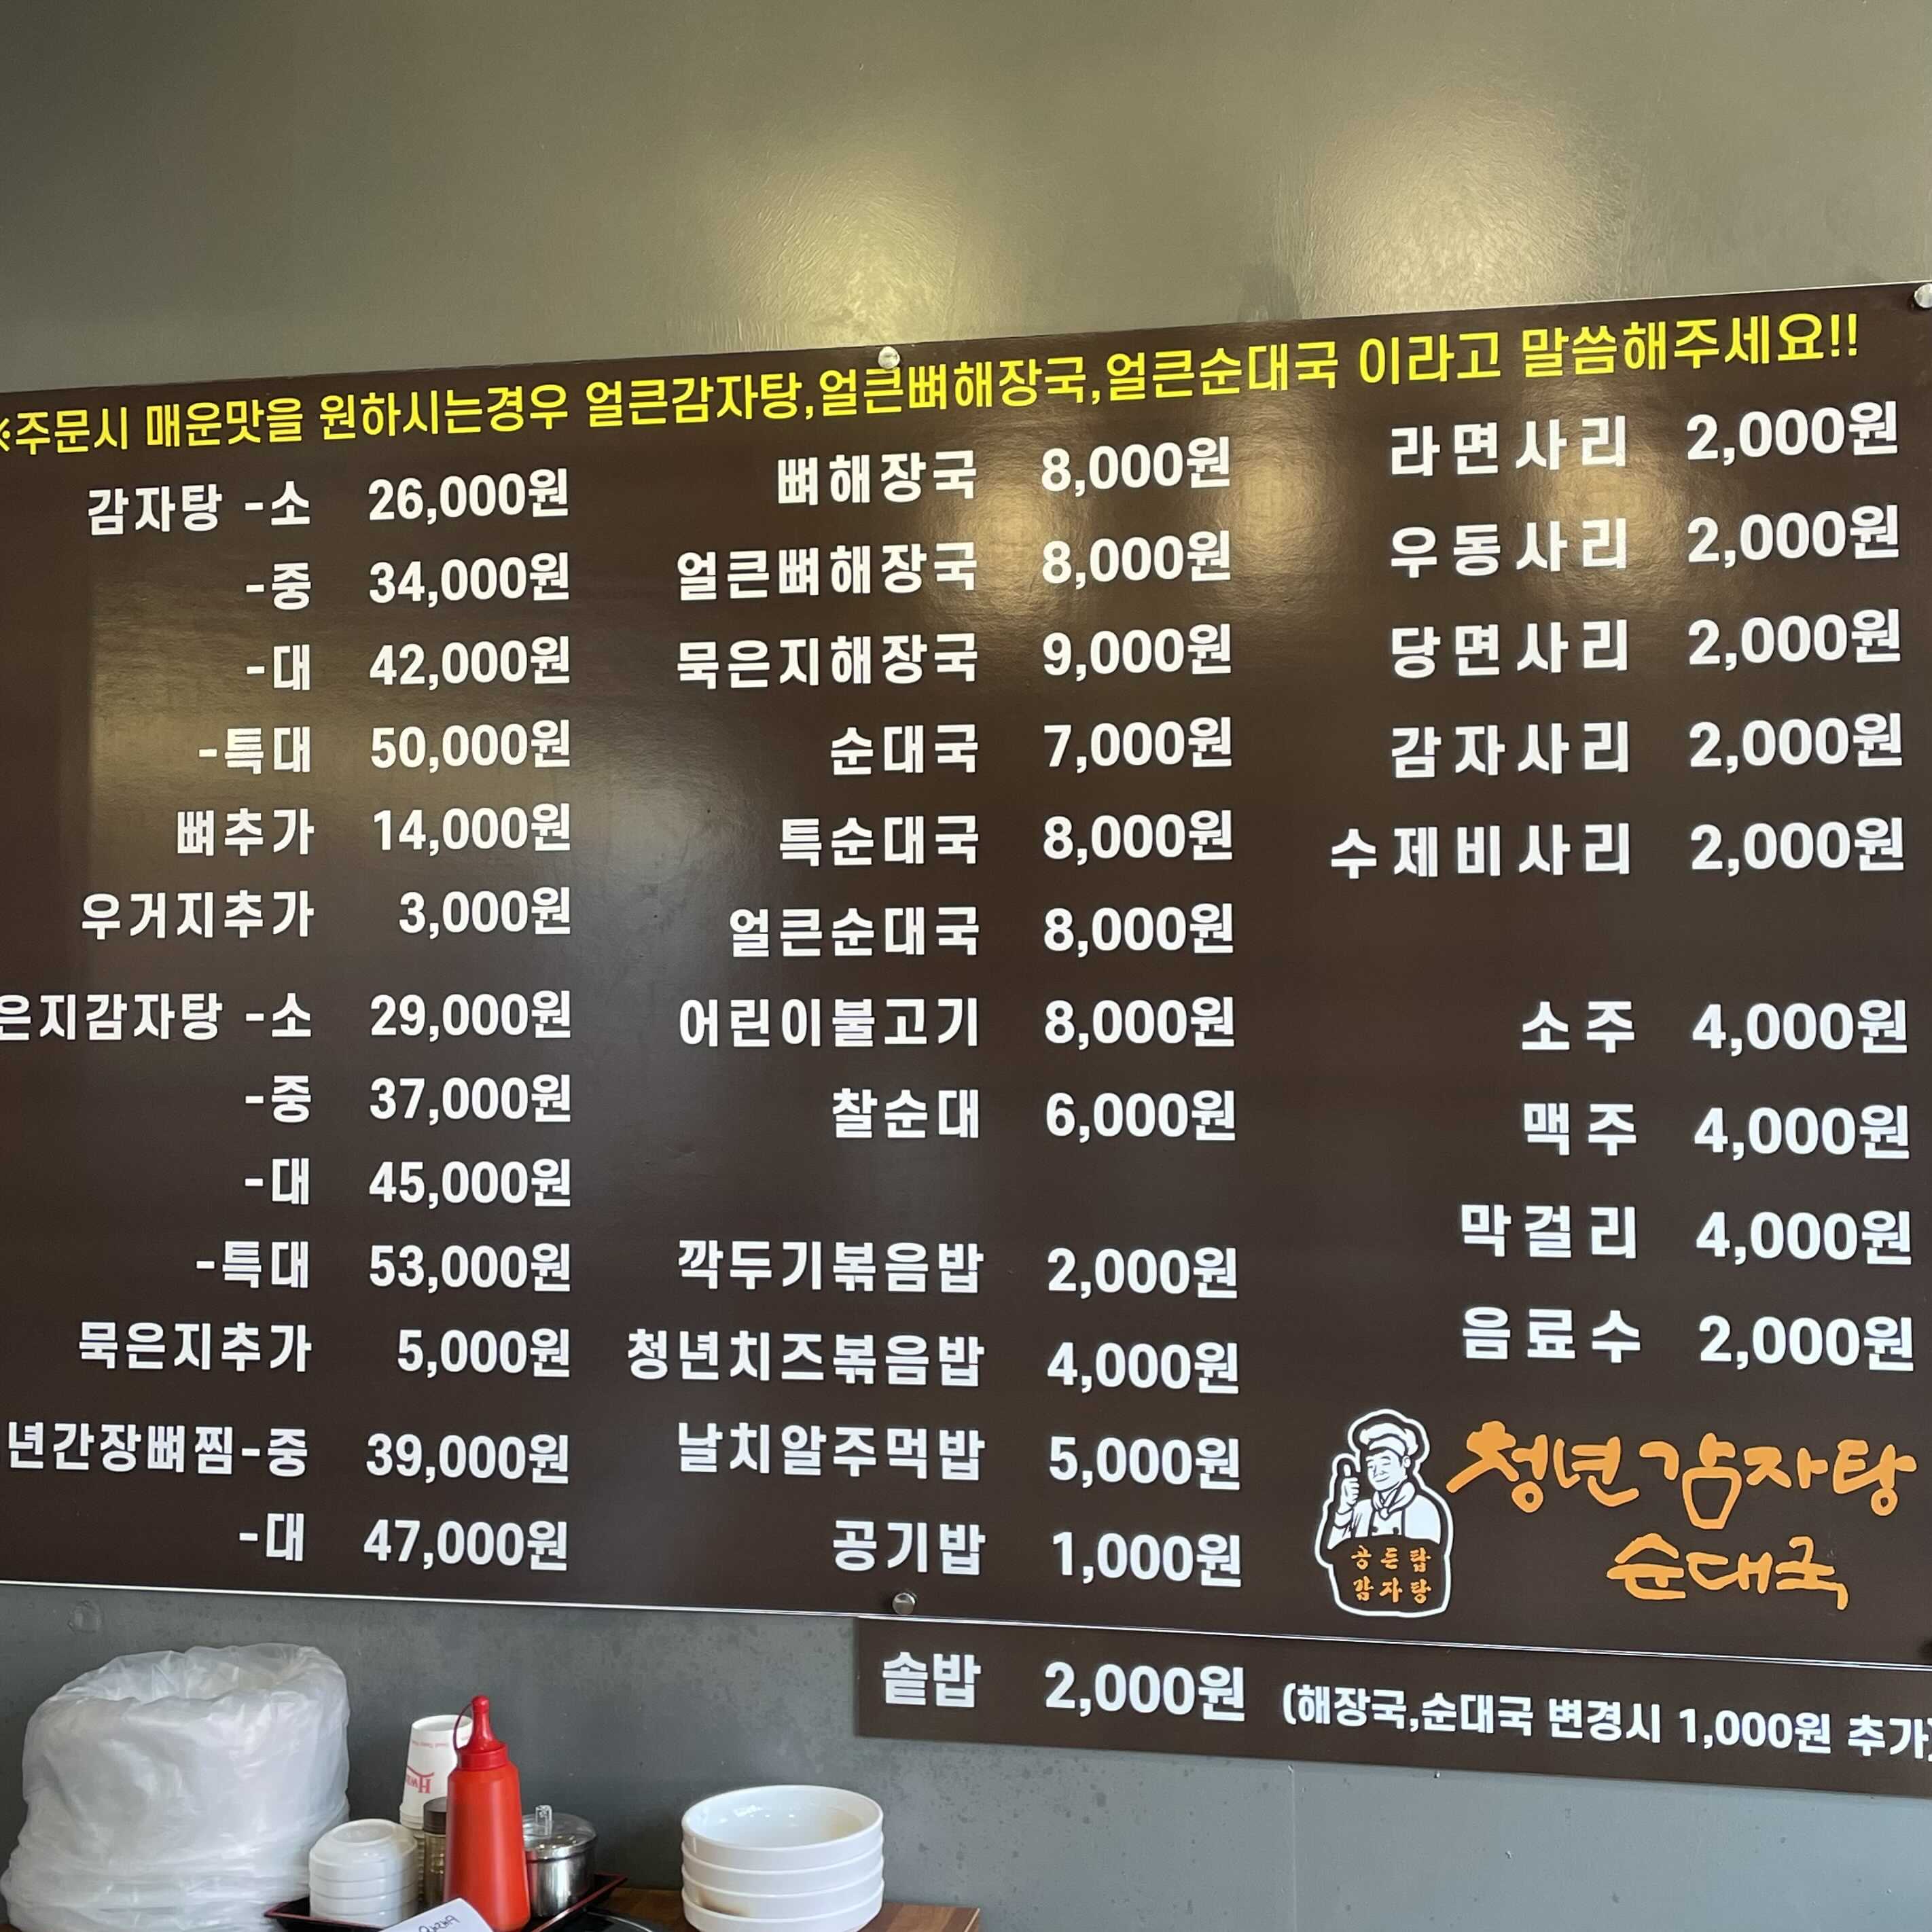 ※주문시 매운맛을 원하시는경우 얼큰감자탕,얼큰뼈해장국,얼큰순대국 이라고 말씀해주세요!!
감자탕 -소 26,000원
-중 34,000원
-대 42,000원
-특대 50,000원
뼈추가 14,000원
우거지추가 3,000원
은지감자탕 -소 29,000원
-중 37,000원
-대 45,000원
-특대 53,000원
묵은지추가 5,000원
년간장뼈찜-중 39,000원
-대 47,000원
뼈해장국 8,000원
얼큰뼈해장국 8,000원
묵은지해장국 9,000원
순대국 7,000원
특순대국 8,000원
얼큰순대국 8,000원
어린이불고기 8,000원
찰순대 6,000원
깍두기볶음밥 2,000원
청년치즈볶음밥 4,000원
날치알주먹밥 5,000원
공기밥 1,000원
라면사리 2,000원
우동사리 2,000원
당면사리 2,000원
감자사리 2,000원
수제비사리 2,000원
소주 4,000원
맥주 4,000원
막걸리 4,000원
음료수 2,000원
청년감자탕
순대국
공든탑
감자탕
솥밥 2,000원 (해장국,순대국 변경시 1,000원 추가)